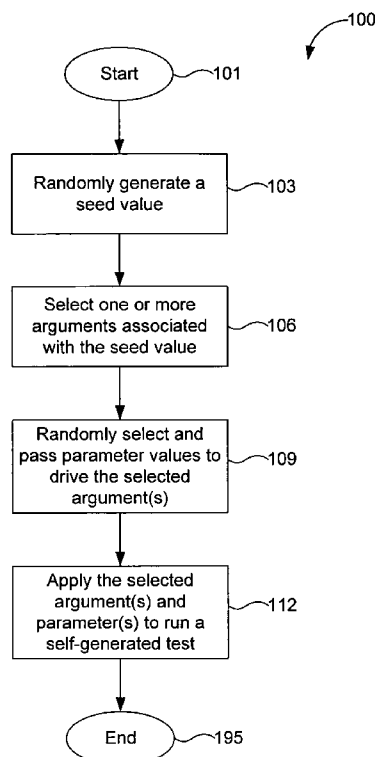 100
Start
101
Randomly generate a
seed value
103
Select one or more
arguments associated
with the seed value
106
Randomly select and
pass parameter values to
drive the selected
argument(s)
109
Apply the selected
argument(s) and
parameter(s) to run a
self-generated test
112
End
195